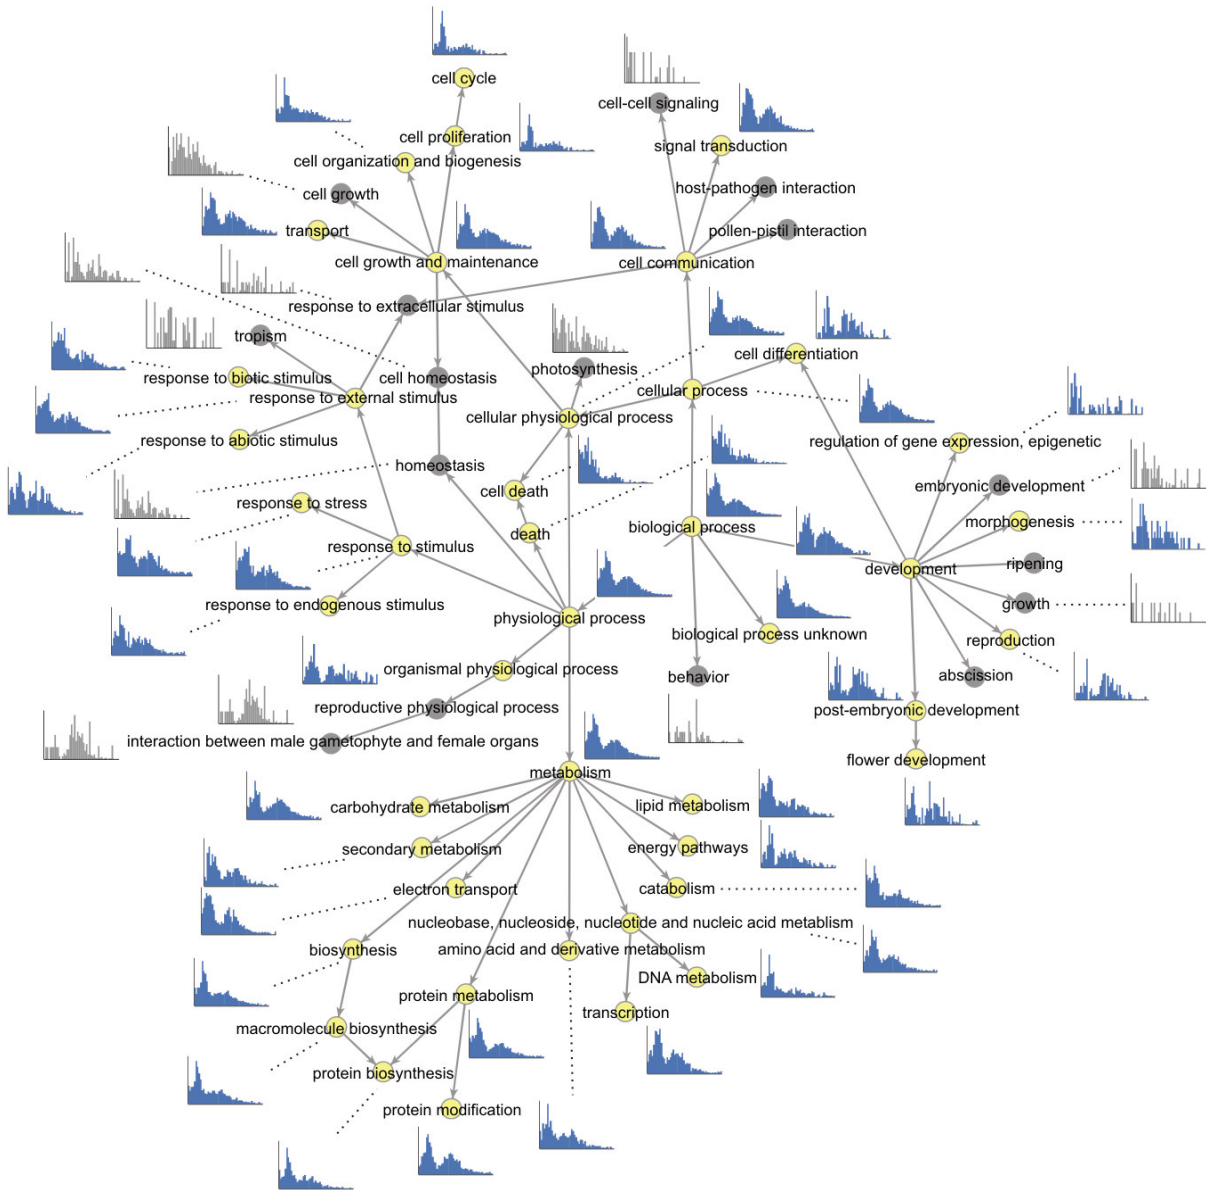 cell cycle
cell-cell signaling
cell proliferation
signal transduction
cell organization and biogenesis
host-pathogen interaction
cell growth
transport
pollen-pistil interaction
cell growth and maintenance
cell communication
response to extracellular stimulus
tropism
cell differentiation
photosynthesis
response to biotic stimulus
cell homeostasis
cellular process
response to external stimulus
cellular physiological process
response to abiotic stimulus
regulation of gene expression, epigenetic
homeostasis
embryonic development
cell death
response to stress
morphogenesis
biological process
death
response to stimulus
ripening
development
response to endogenous stimulus
growth
physiological process
biological process unknown
reproduction
organismal physiological process
behavior
abscission
reproductive physiological process
post-embryonic development
interaction between male gametophyte and female organs
flower development
metabolism
carbohydrate metabolism
lipid metabolism
secondary metabolism
energy pathways
electron transport
catabolism
nucleobase, nucleoside, nucleotide and nucleic acid metablism
biosynthesis
amino acid and derivative metabolism
DNA metabolism
protein metabolism
transcription
macromolecule biosynthesis
protein biosynthesis
protein modification